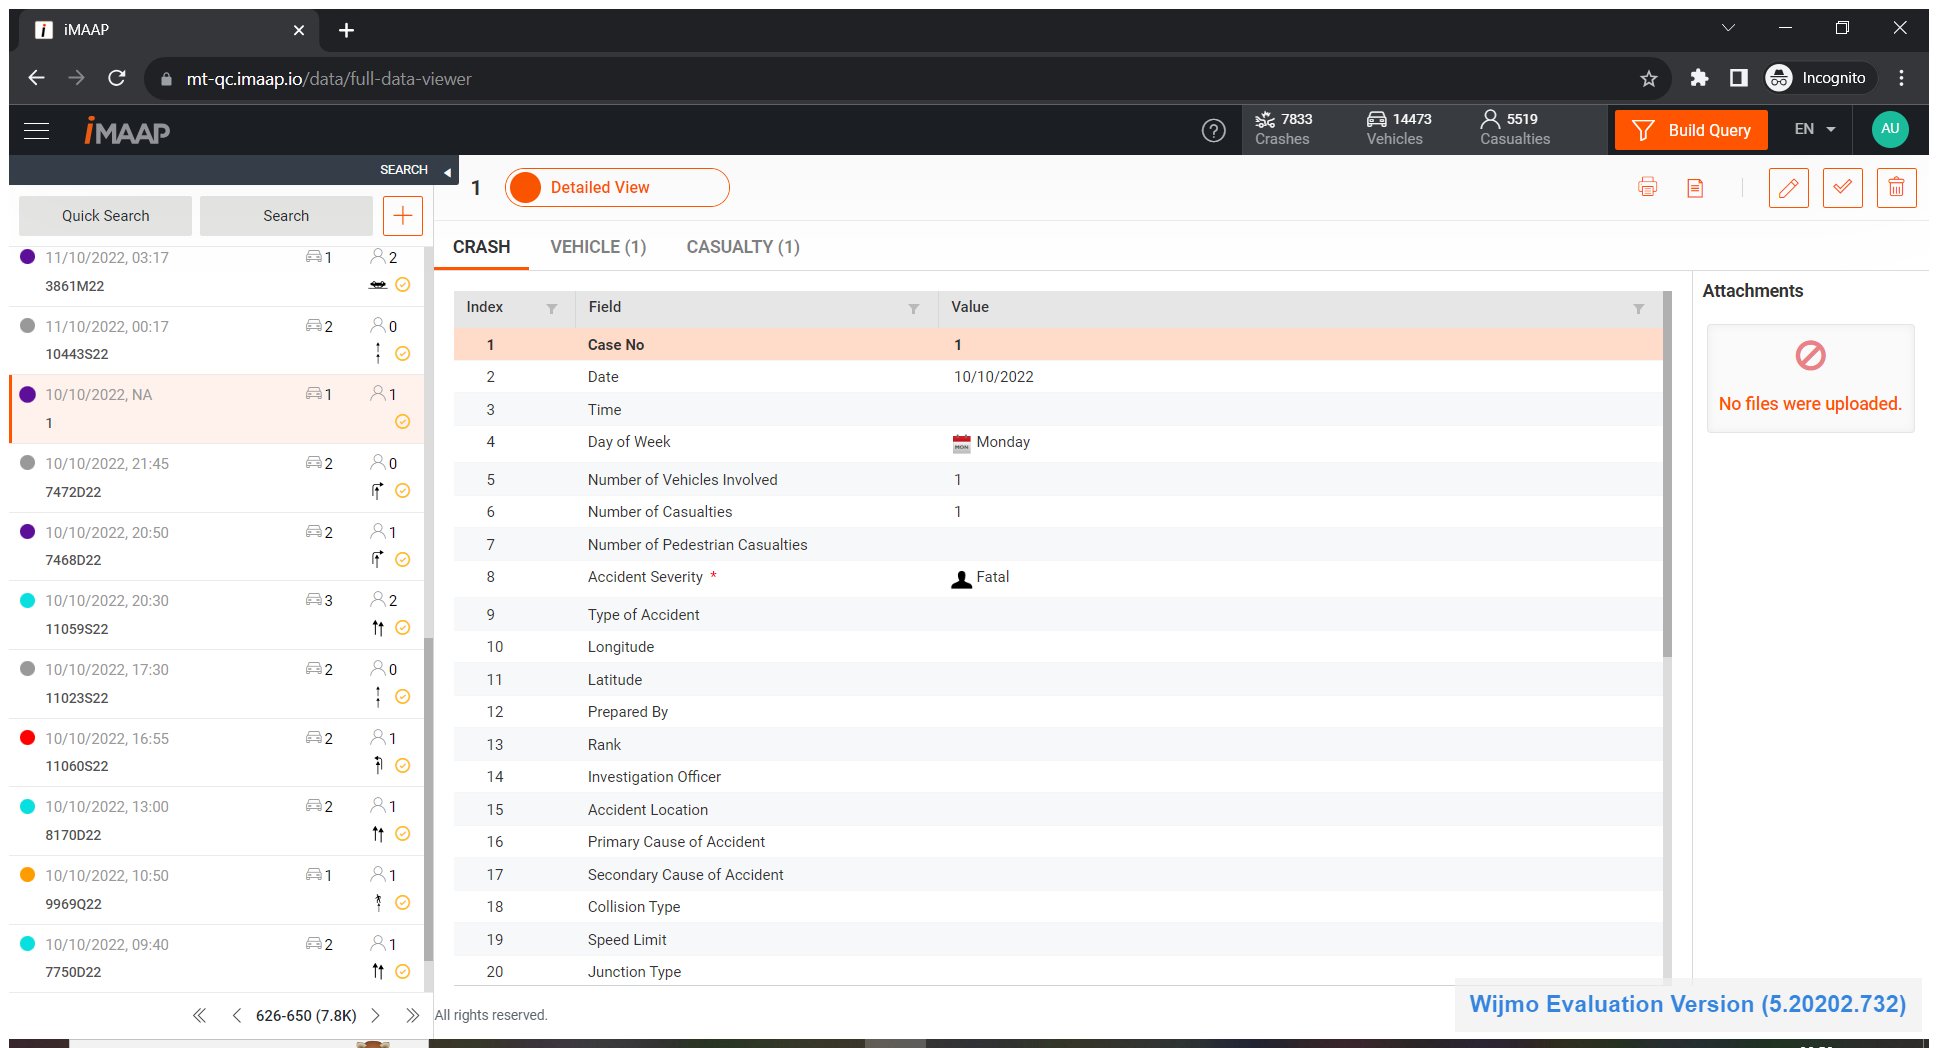 iMAAP
mt-qc.imaap.io/data/full-data-viewer
Incognito
iMAAP
7833
Crashes
14473
Vehicles
5519
Casualties
Build Query
EN
AU
SEARCH
1
Detailed View
Quick Search
Search
CRASH
VEHICLE (1)
CASUALTY (1)
11/10/2022, 03:17
1
2
3861M22
11/10/2022, 00:17
2
0
10443S22
10/10/2022, NA
1
1
1
10/10/2022, 21:45
2
0
7472D22
10/10/2022, 20:50
2
1
7468D22
10/10/2022, 20:30
3
2
11059S22
10/10/2022, 17:30
2
0
11023S22
10/10/2022, 16:55
2
1
11060S22
10/10/2022, 13:00
2
1
8170D22
10/10/2022, 10:50
1
1
9969Q22
10/10/2022, 09:40
2
1
7750D22
626-650 (7.8K)
Index Field Value
1 Case No 1
2 Date 10/10/2022
3 Time
4 Day of Week MON Monday
5 Number of Vehicles Involved 1
6 Number of Casualties 1
7 Number of Pedestrian Casualties
8 Accident Severity * Fatal
9 Type of Accident
10 Longitude
11 Latitude
12 Prepared By
13 Rank
14 Investigation Officer
15 Accident Location
16 Primary Cause of Accident
17 Secondary Cause of Accident
18 Collision Type
19 Speed Limit
20 Junction Type
Attachments
No files were uploaded.
All rights reserved.
Wijmo Evaluation Version (5.20202.732)